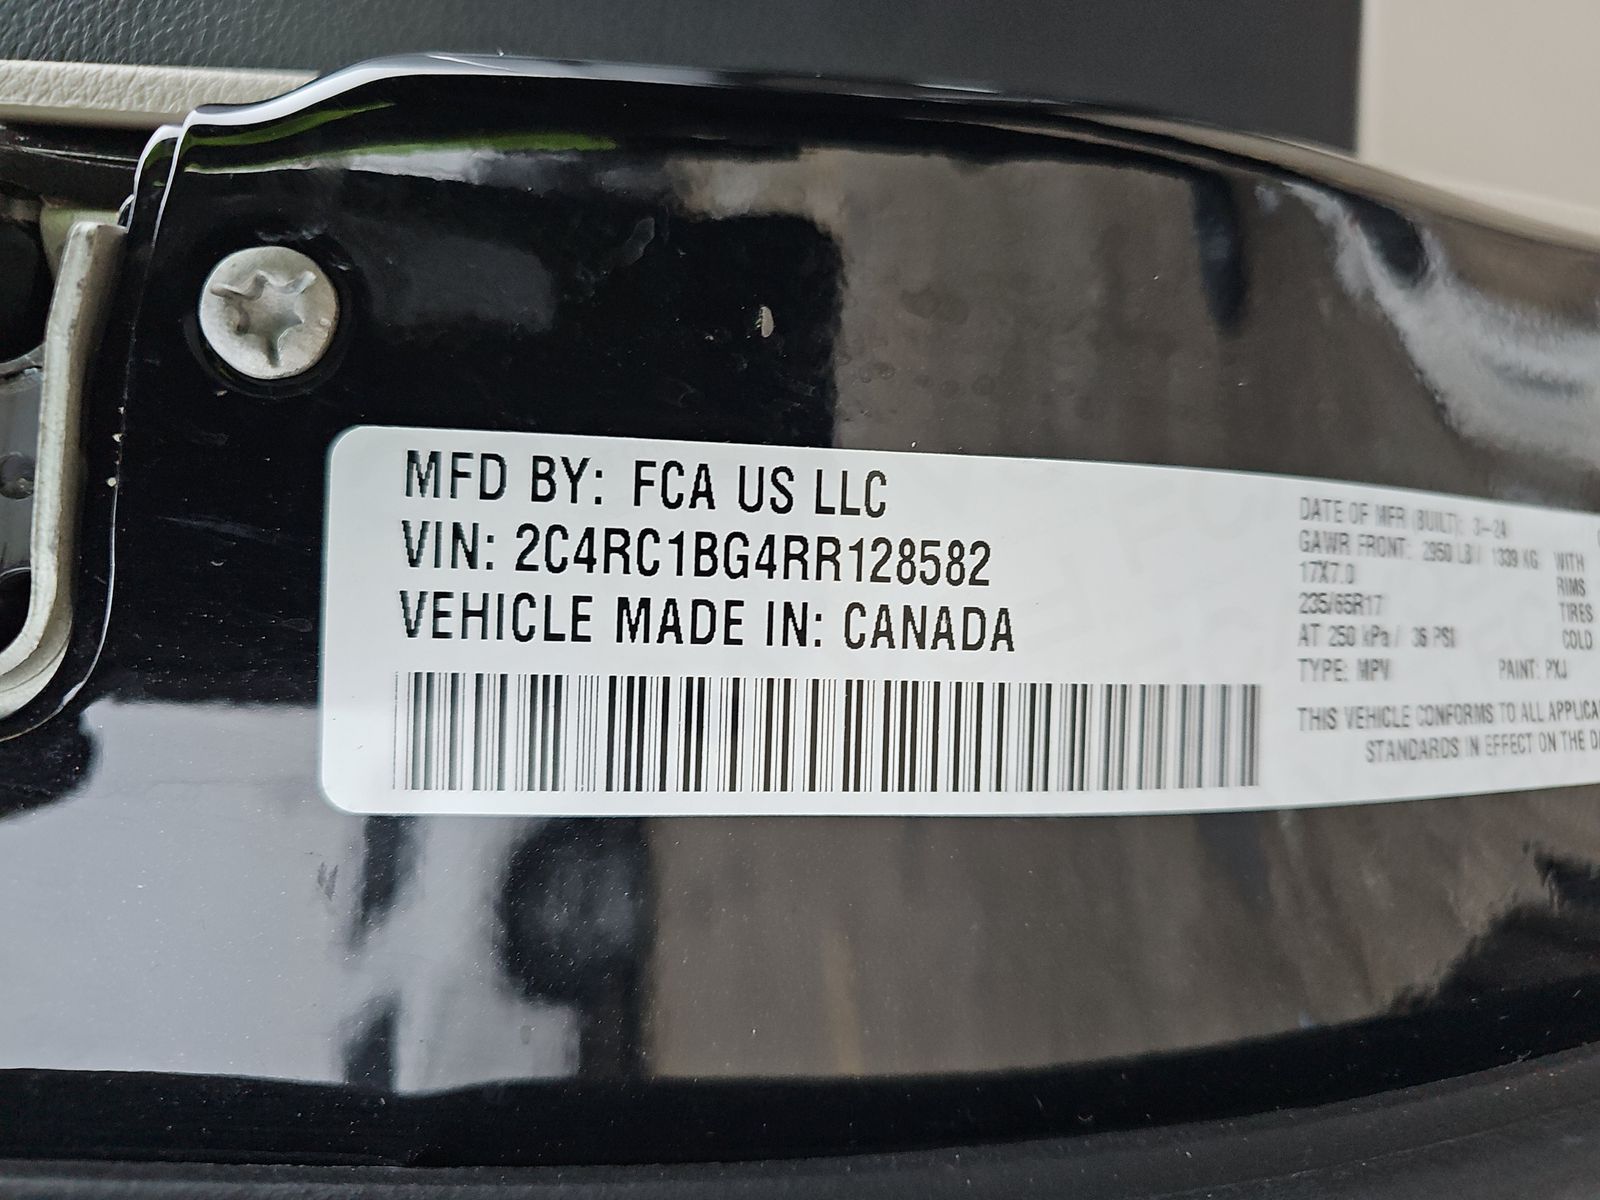 MFD BY: FCA US LLC
VIN: 2C4RC1BG4RR128582
VEHICLE MADE IN: CANADA
DATE OF MFR (BUILT): 3-24
GAWR FRONT: 2950 LB / 1339 KG WITH
17X7.0 RIMS
235/65R17 TIRES
AT 250 kPa / 36 PSI COLD
TYPE: MPV PAINT: PXJ
THIS VEHICLE CONFORMS TO ALL
STANDARDS IN EFFECT ON THE